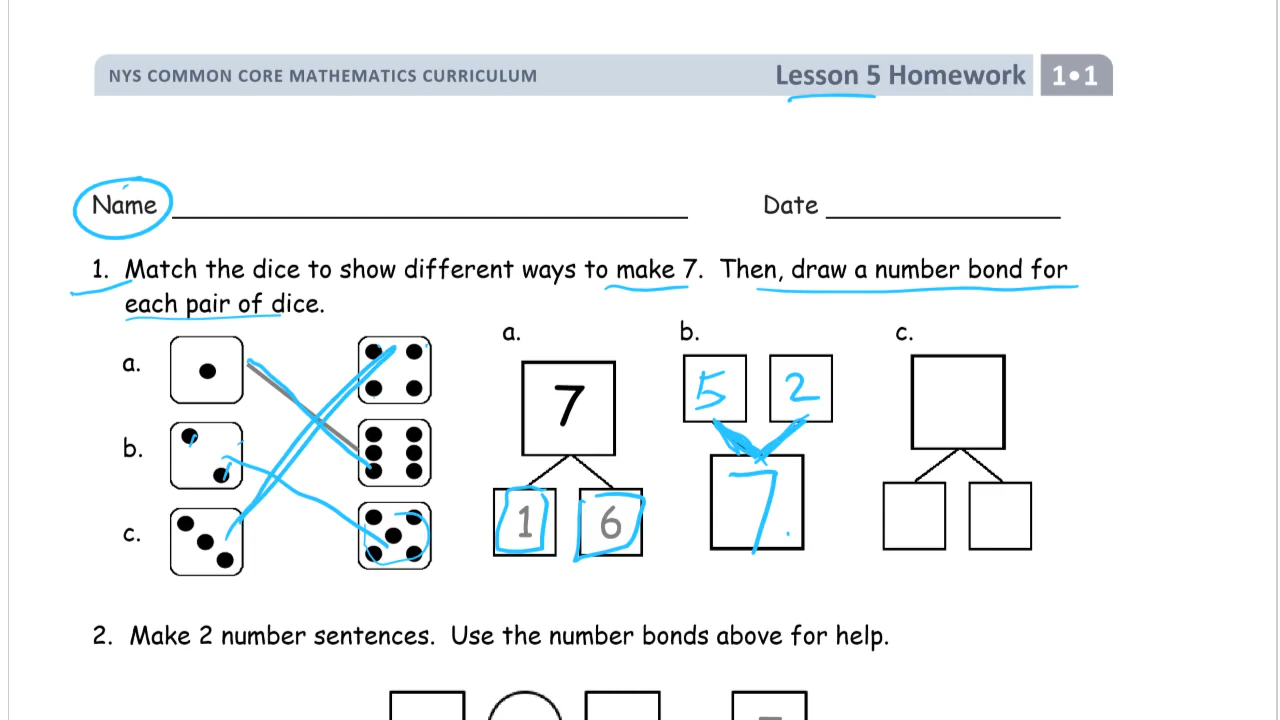 NYS COMMON CORE MATHEMATICS CURRICULUM Lesson 5 Homework 1•1
Name Date
1. Match the dice to show different ways to make 7. Then, draw a number bond for
each pair of dice.
a. b. c.
a.
7 5 2
b.
1 6 7
c.
2. Make 2 number sentences. Use the number bonds above for help.